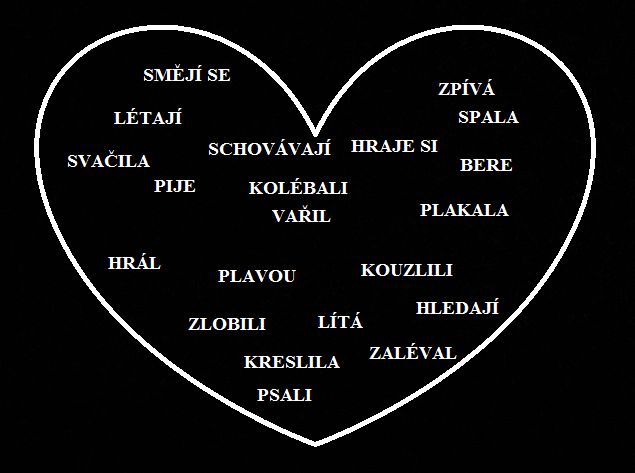 SMĚJÍ SE
ZPÍVÁ
LÉTAJÍ
SPALA
SCHOVÁVAJÍ
HRAJE SI
SVAČILA
BERE
PIJE
KOLÉBALI
VAŘIL
PLAKALA
HRÁL
PLAVOU
KOUZLILI
HLEDAJÍ
ZLOBILI
LÍTÁ
KRESLILA
ZALÉVAL
PSALI